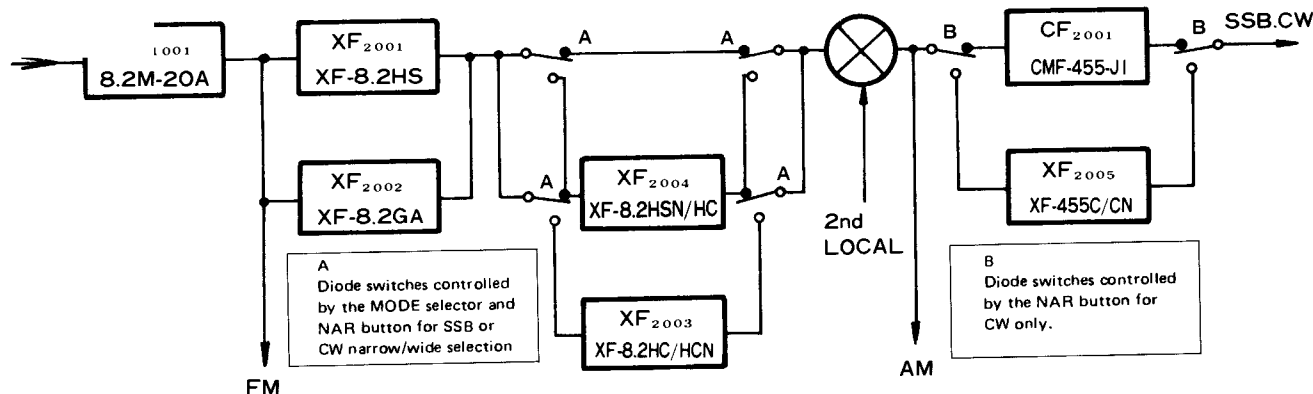 1001
8.2M-20A
XF2001
XF-8.2HS
XF2002
XF-8.2GA
A
A
A
XF2004
XF-8.2HSN/HC
A
XF2003
XF-8.2HC/HCN
2nd
LOCAL
B
CF2001
CMF-455-J1
B
SSB.CW
XF2005
XF-455C/CN
A
Diode switches controlled
by the MODE selector and
NAR button for SSB or
CW narrow/wide selection
B
Diode switches controlled
by the NAR button for
CW only.
FM
AM